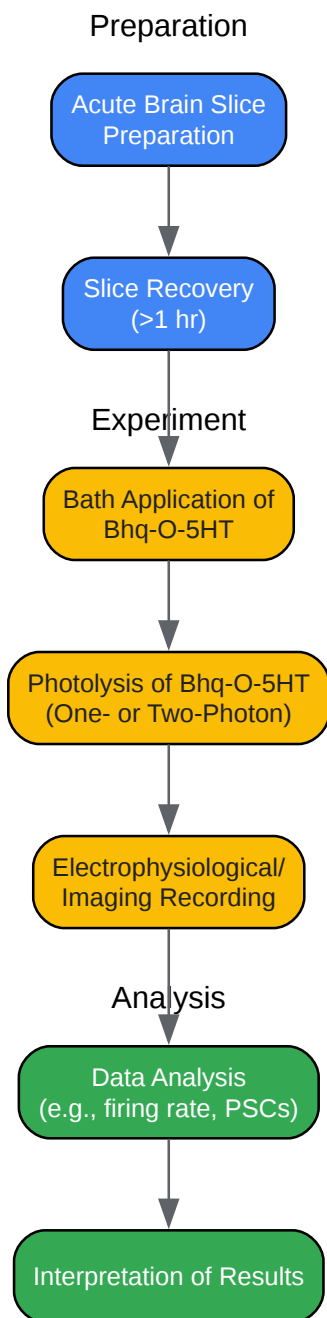 Preparation
Acute Brain Slice
Preparation
Slice Recovery
(>1 hr)
Experiment
Bath Application of
Bhq-O-5HT
Photolysis of Bhq-O-5HT
(One- or Two-Photon)
Electrophysiological/
Imaging Recording
Analysis
Data Analysis
(e.g., firing rate, PSCs)
Interpretation of Results